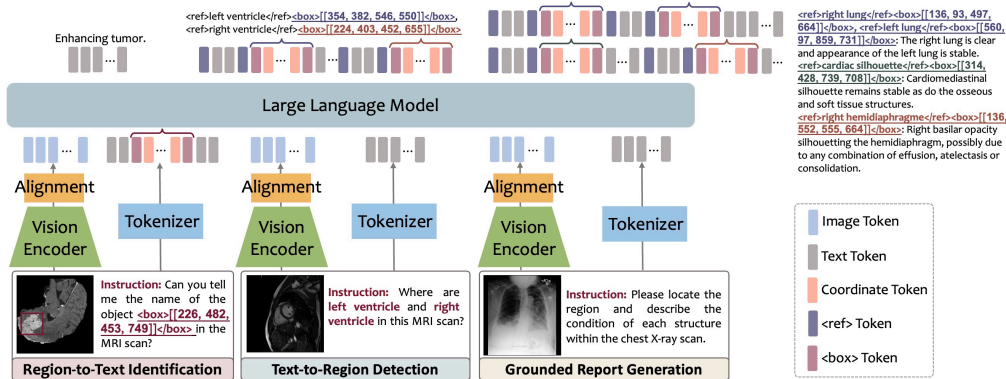 Enhancing tumor.
<ref>left ventricle</ref><box>[[354, 382, 546, 550]]</box>,
<ref>right ventricle</ref><box>[[224, 403, 452, 655]]</box>
<ref>right lung</ref><box>[[136, 93, 497,
664]]</box>, <ref>left lung</ref><box>[[560,
97, 859, 731]]</box>: The right lung is clear
and appearance of the left lung is stable.
<ref>cardiac silhouette</ref><box>[[314,
428, 739, 708]]</box>: Cardiomediastinal
silhouette remains stable as do the osseous
and soft tissue structures.
<ref>right hemidiaphragme</ref><box>[[136,
552, 555, 664]]</box>: Right basilar opacity
silhouetting the hemidiaphragm, possibly due
to any combination of effusion, atelectasis or
consolidation.
Large Language Model
Alignment
Vision
Encoder
Tokenizer
Alignment
Vision
Encoder
Tokenizer
Alignment
Vision
Encoder
Tokenizer
Instruction: Can you tell
me the name of the
object <box>[[226, 482,
453, 749]]</box> in the
MRI scan?
Region-to-Text Identification
Instruction: Where are
left ventricle and right
ventricle in this MRI scan?
Text-to-Region Detection
Instruction: Please locate the
region and describe the
condition of each structure
within the chest X-ray scan.
Grounded Report Generation
Image Token
Text Token
Coordinate Token
<ref> Token
<box> Token